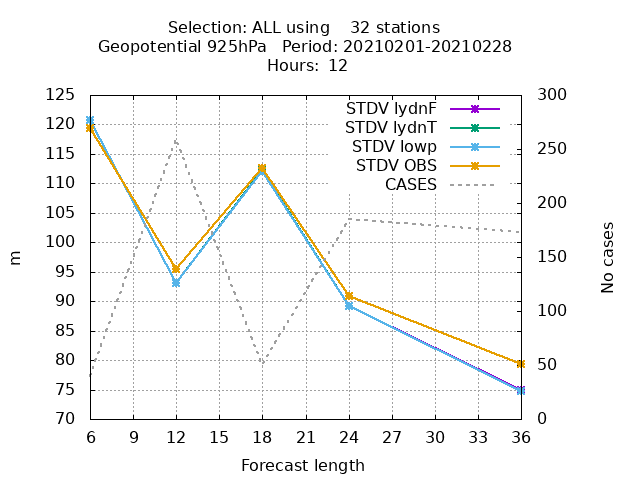 Selection: ALL using    32 stations
Geopotential 925hPa   Period: 20210201-20210228
Hours:  12
125
120
115
110
105
100
95
90
85
80
75
70
m
STDV IydnF
STDV IydnT
STDV lowp
STDV OBS
CASES
300
250
200
150
100
50
0
No cases
6 9 12 15 18 21 24 27 30 33 36
Forecast length